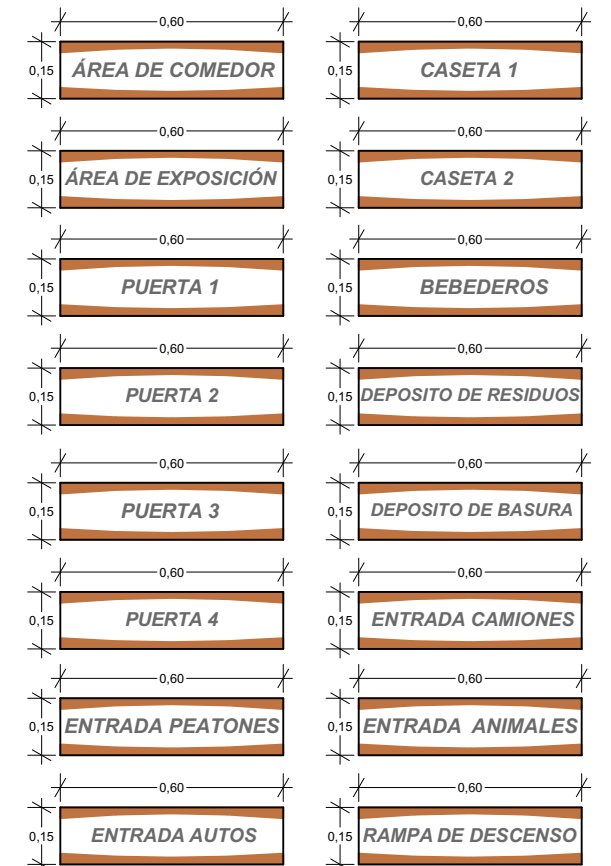 0,60
0,15
ÁREA DE COMEDOR
0,60
0,15
CASETA 1
0,60
0,15
ÁREA DE EXPOSICIÓN
0,60
0,15
CASETA 2
0,60
0,15
PUERTA 1
0,60
0,15
BEBEDEROS
0,60
0,15
PUERTA 2
0,60
0,15
DEPOSITO DE RESIDUOS
0,60
0,15
PUERTA 3
0,60
0,15
DEPOSITO DE BASURA
0,60
0,15
PUERTA 4
0,60
0,15
ENTRADA CAMIONES
0,60
0,15
ENTRADA PEATONES
0,60
0,15
ENTRADA ANIMALES
0,60
0,15
ENTRADA AUTOS
0,60
0,15
RAMPA DE DESCENSO